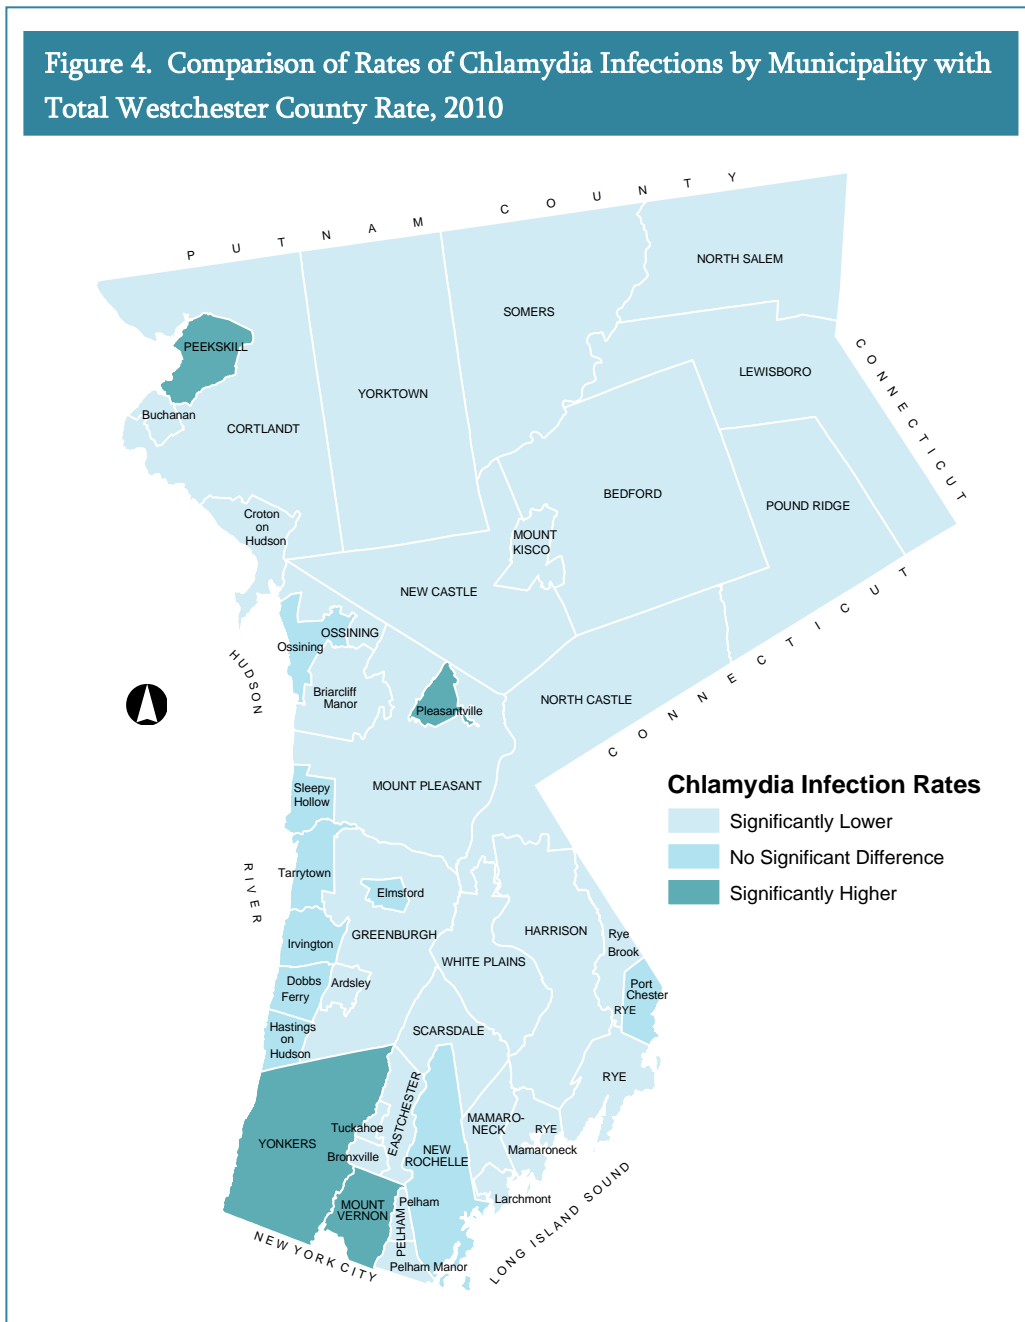 Figure 4. Comparison of Rates of Chlamydia Infections by Municipality with
Total Westchester County Rate, 2010
PUTNAM COUNTY
NORTH SALEM
SOMERS
PEEKSKILL
CONNECTICUT
LEWISBORO
YORKTOWN
Buchanan
CORTLANDT
BEDFORD
POUND RIDGE
Croton
on
Hudson
MOUNT
KISCO
NEW CASTLE
CONNECTICUT
OSSINING
Ossining
HUDSON
Briarcliff
Manor
Pleasantville
NORTH CASTLE
MOUNT PLEASANT
Sleepy
Hollow
Chlamydia Infection Rates
Significantly Lower
No Significant Difference
Significantly Higher
RIVER
Tarrytown
Elmsford
GREENBURGH
HARRISON
Rye
Brook
Irvington
WHITE PLAINS
Dobbs
Ferry
Ardsley
Port
Chester
RYE
Hastings
on
Hudson
SCARSDALE
RYE
EASTCHESTER
MAMARO-
NECK
Tuckahoe
RYE
YONKERS
NEW
ROCHELLE
Mamaroneck
Bronxville
Larchmont
MOUNT
VERNON
Pelham
PELHAM
LONG ISLAND SOUND
NEW YORK CITY
Pelham Manor